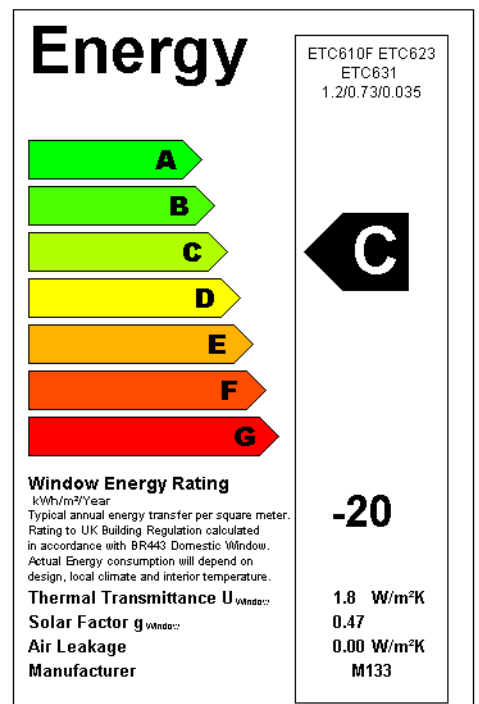 Energy
ETC610F ETC623
ETC631
1.2/0.73/0.035
A
B
C
C
D
E
F
G
Window Energy Rating
kWh/m²/Year
Typical annual energy transfer per square meter.
Rating to UK Building Regulation calculated
in accordance with BR443 Domestic Window.
Actual Energy consumption will depend on
design, local climate and interior temperature.
-20
Thermal Transmittance U Window 1.8 W/m²K
Solar Factor g Window 0.47
Air Leakage 0.00 W/m²K
Manufacturer M133